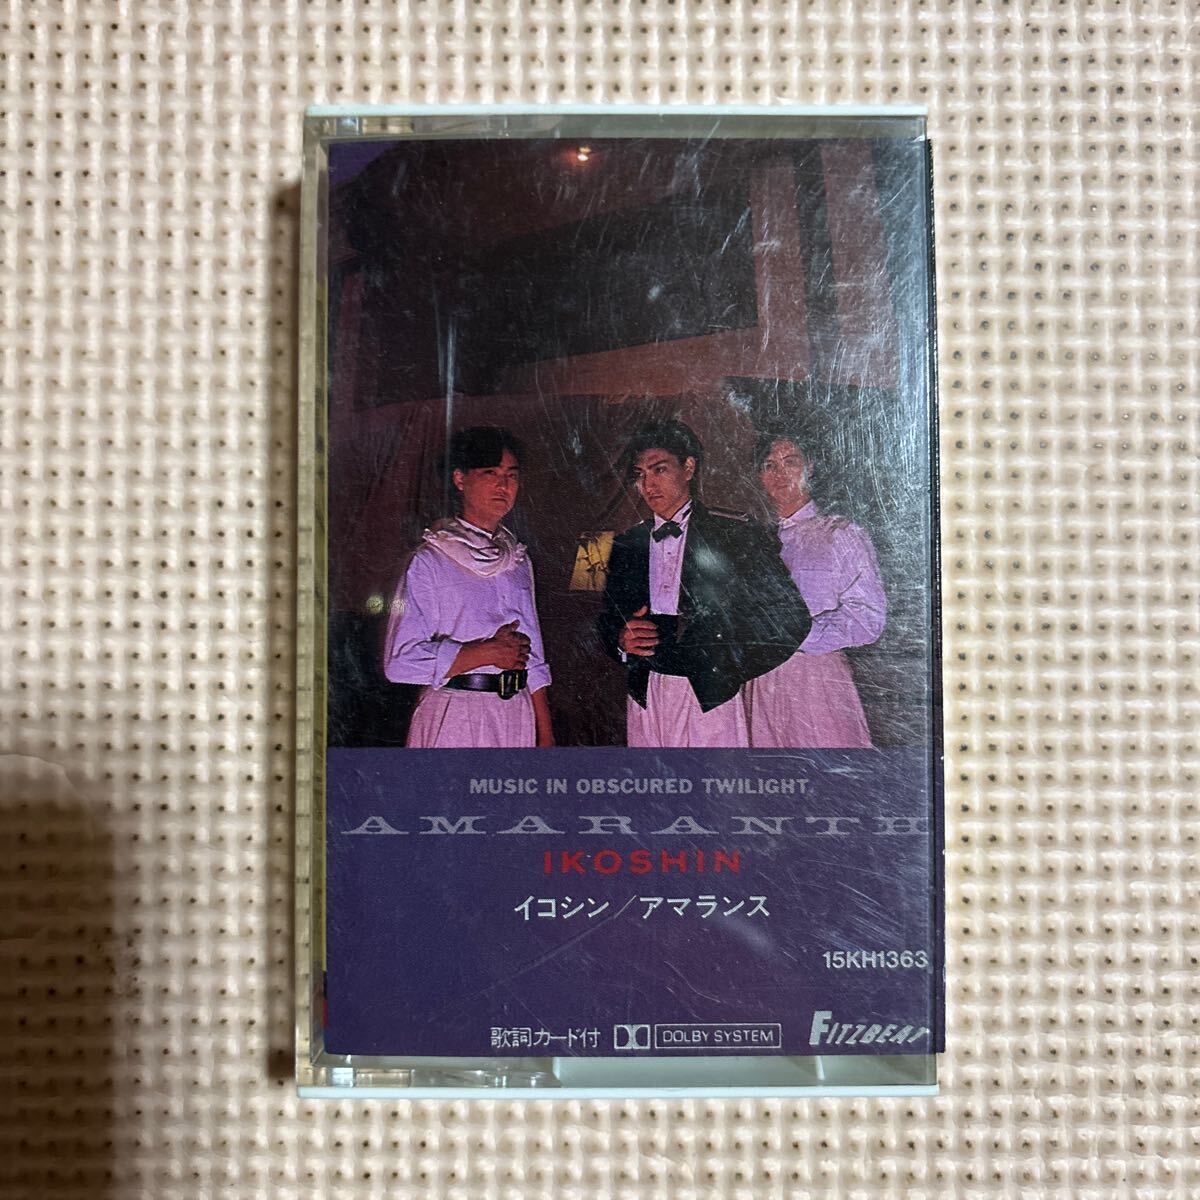 MUSIC IN OBSCURED TWILIGHT.
AMARANTH
IKOSHIN
イコシン/アマランス
15KH1363
歌詞カード付 DOLBY SYSTEM FITZBEAT